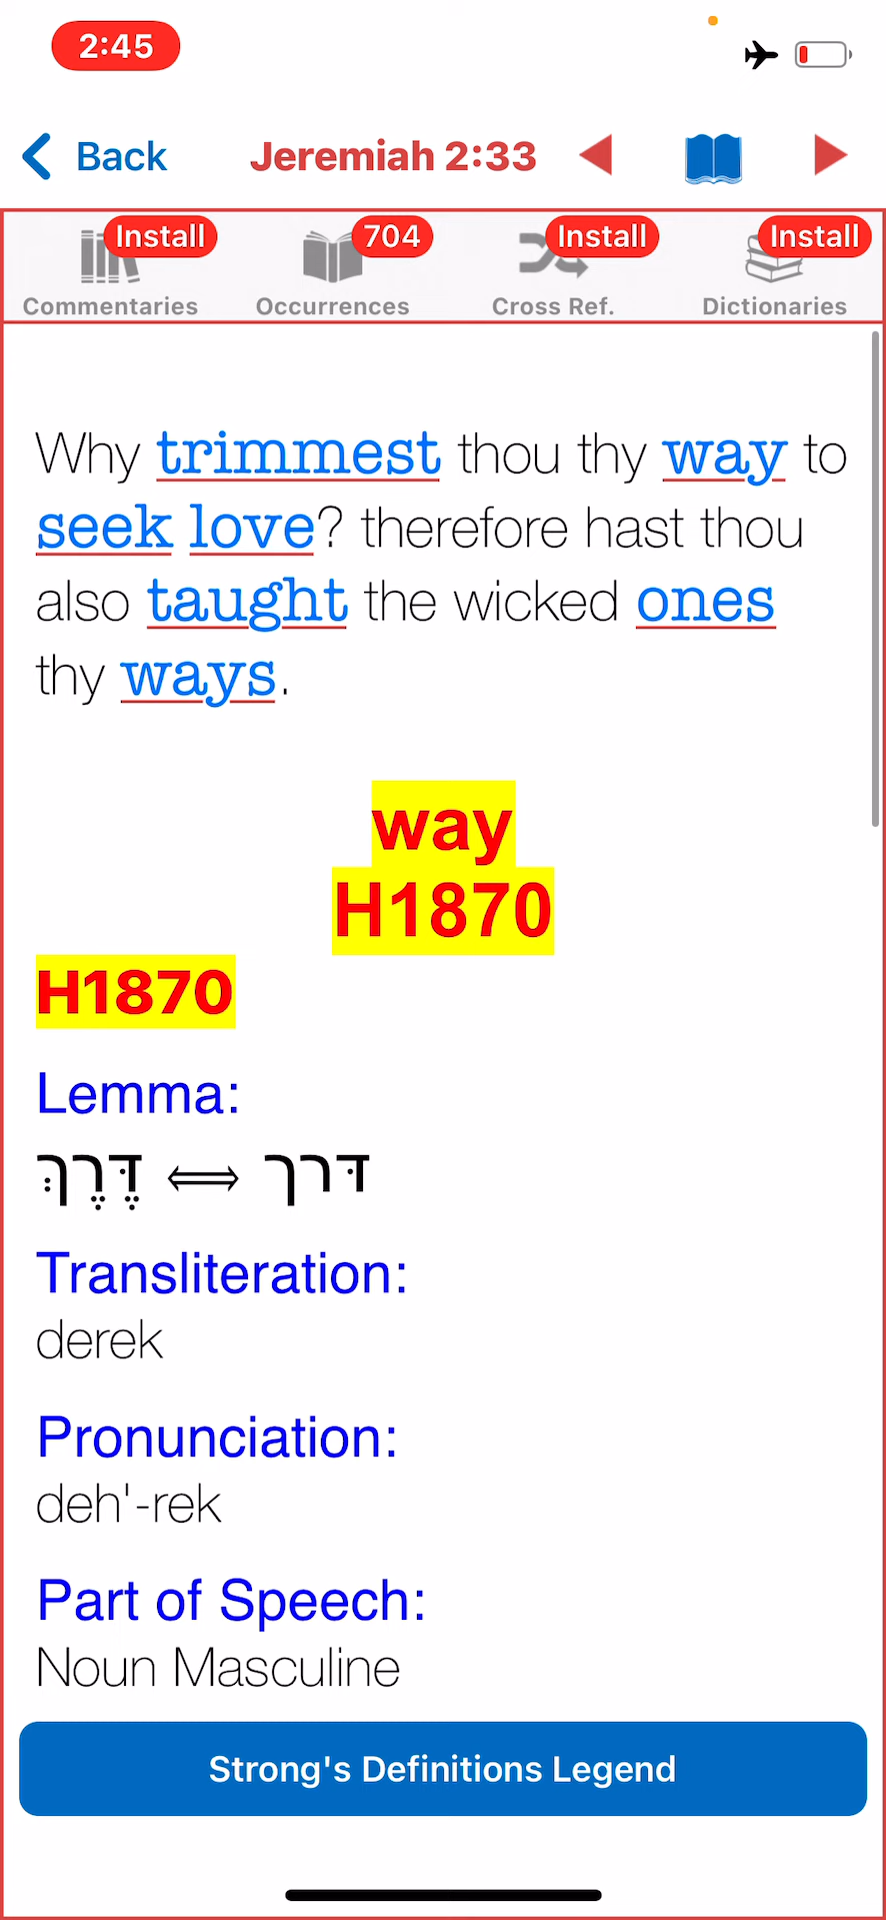 2:45
Back Jeremiah 2:33
Install 704 Install Install
Commentaries Occurrences Cross Ref. Dictionaries
Why trimmest thou thy way to
seek love? therefore hast thou
also taught the wicked ones
thy ways.
way
H1870
H1870
Lemma:
דּרך ⟺ דֶּרֶךְ
Transliteration:
derek
Pronunciation:
deh'-rek
Part of Speech:
Noun Masculine
Strong's Definitions Legend